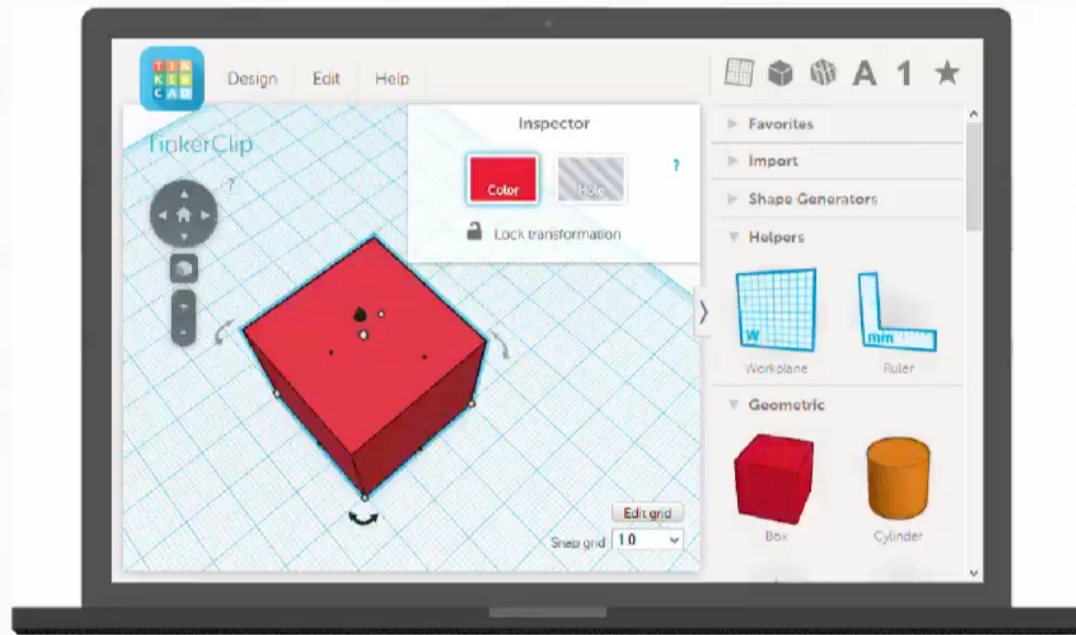 TIN
KER
CAD
Design Edit Help
A 1
TinkerClip
?
Inspector
Color Hole
?
Lock transformation
Edit grid
Snap grid 1.0
Favorites
Import
Shape Generators
Helpers
W
mm
Workplane Ruler
Geometric
Box Cylinder